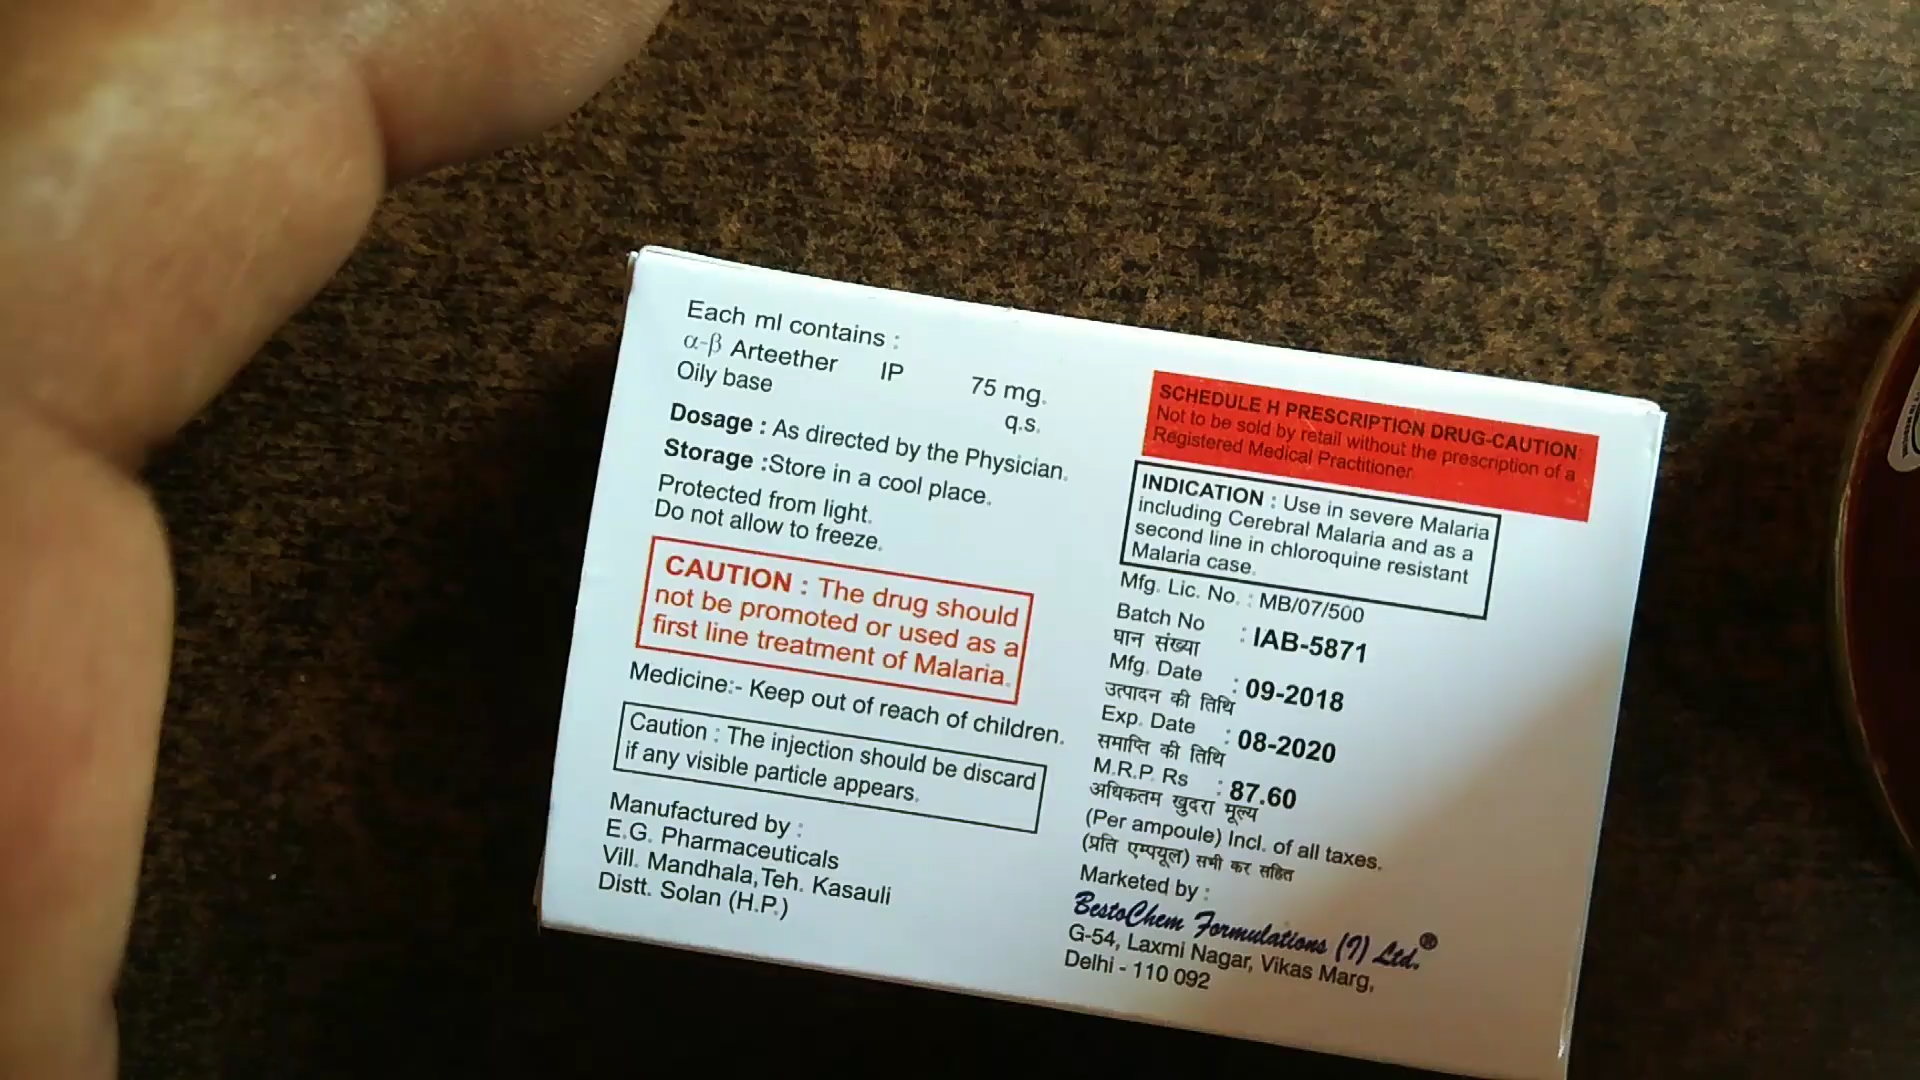 Each ml contains :
α-β Arteether IP 75 mg.
Oily base q.s.
Dosage : As directed by the Physician.
Storage :Store in a cool place.
Protected from light.
Do not allow to freeze.
CAUTION : The drug should
not be promoted or used as a
first line treatment of Malaria.
Medicine:- Keep out of reach of children.
Caution : The injection should be discard
if any visible particle appears.
Manufactured by :
E.G. Pharmaceuticals
Vill. Mandhala,Teh. Kasauli
Distt. Solan (H.P.)
SCHEDULE H PRESCRIPTION DRUG-CAUTION:
Not to be sold by retail without the prescription of a
Registered Medical Practitioner.
INDICATION : Use in severe Malaria
including Cerebral Malaria and as a
second line in chloroquine resistant
Malaria case.
Mfg. Lic. No. : MB/07/500
Batch No : IAB-5871
घान संख्या
Mfg. Date : 09-2018
उत्पादन की तिथि
Exp. Date : 08-2020
समाप्ति की तिथि
M.R.P. Rs : 87.60
अधिकतम खुदरा मूल्य
(Per ampoule) Incl. of all taxes.
(प्रति एम्पयूल) सभी कर सहित
Marketed by :
BestoChem Formulations (I) Ltd.®
G-54, Laxmi Nagar, Vikas Marg,
Delhi - 110 092